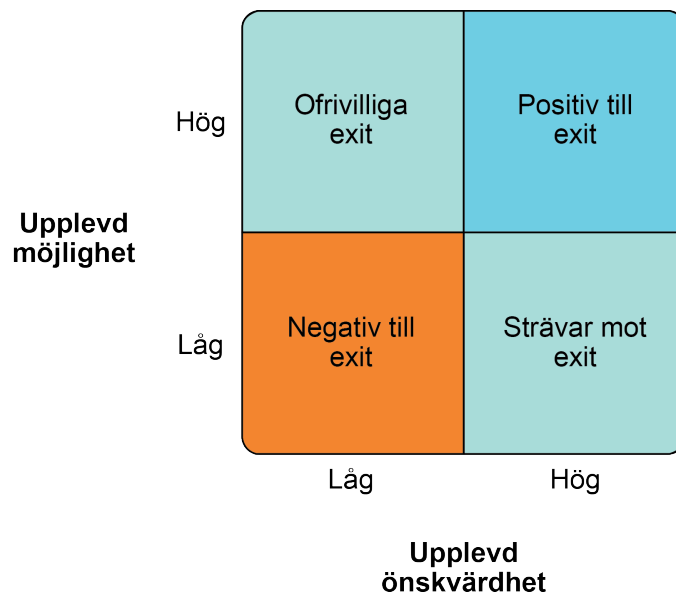 Ofrivilliga
exit
Positiv till
exit
Hög
Upplevd
möjlighet
Negativ till
exit
Strävar mot
exit
Låg
Låg
Hög
Upplevd
önskvärdhet